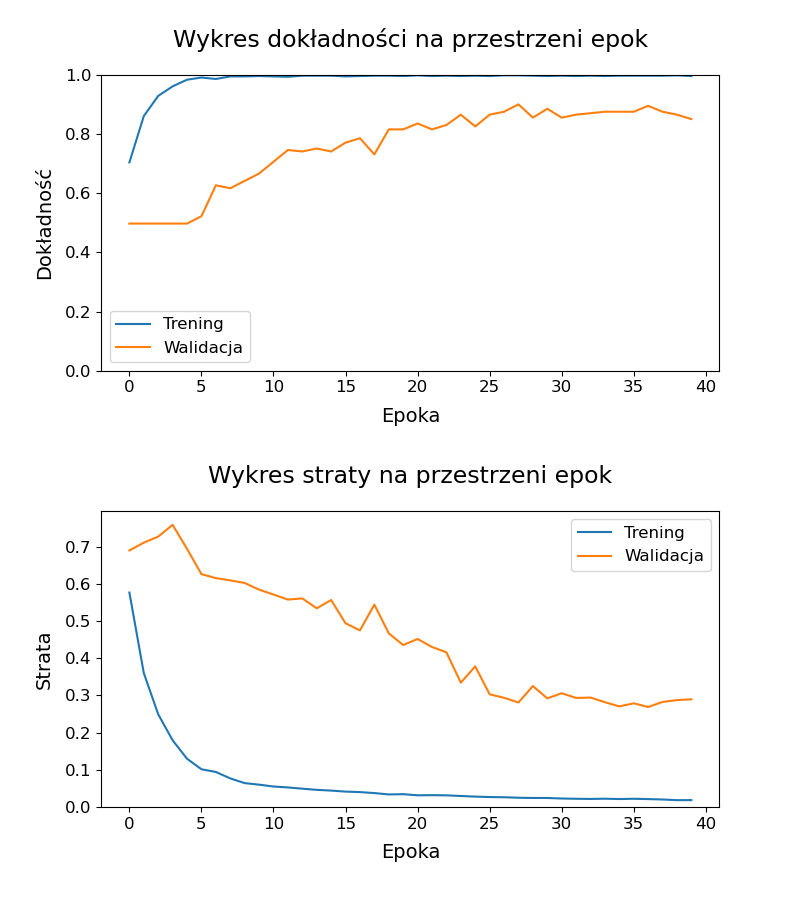 Wykres dokładności na przestrzeni epok
1.0
0.8
0.6
0.4
0.2
0.0
Dokładność
Trening
Walidacja
0 5 10 15 20 25 30 35 40
Epoka
Wykres straty na przestrzeni epok
0.7
0.6
0.5
0.4
0.3
0.2
0.1
0.0
Strata
Trening
Walidacja
0 5 10 15 20 25 30 35 40
Epoka